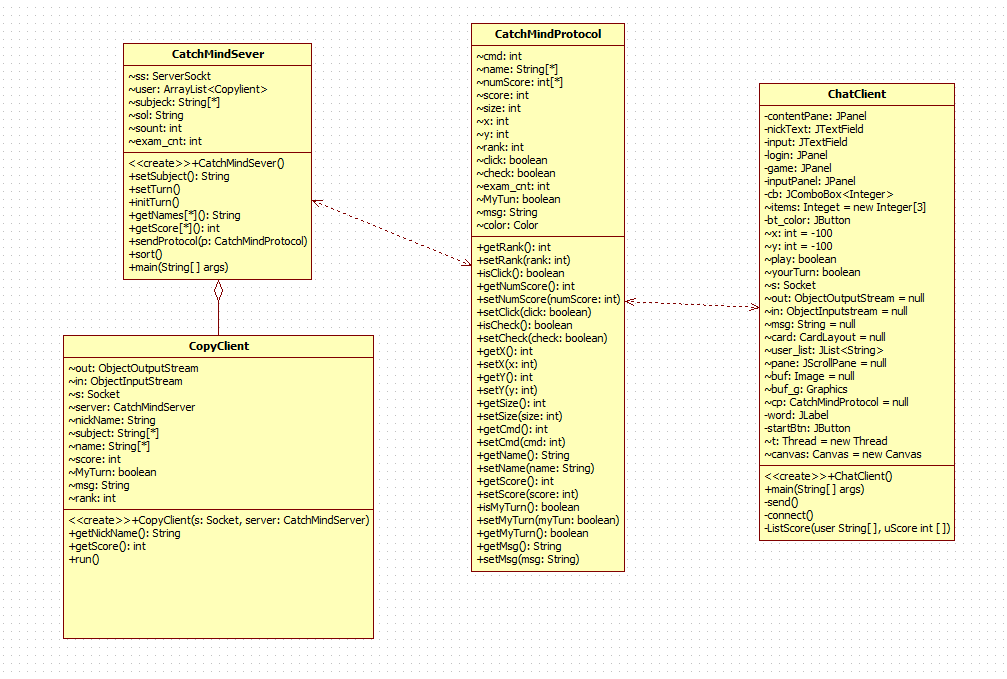 CatchMindSever
~ss: ServerSockt
~user: ArrayList<Copylient>
~subjeck: String[*]
~sol: String
~sount: int
~exam_cnt: int
<<create>>+CatchMindSever()
+setSubject(): String
+setTurn()
+initTurn()
+getNames[*](): String
+getScore[*](): int
+sendProtocol(p: CatchMindProtocol)
+sort()
+main(String[] args)
CopyClient
~out: ObjectOutputStream
~in: ObjectInputStream
~s: Socket
~server: CatchMindServer
~nickName: String
~subject: String[*]
~name: String[*]
~score: int
~MyTurn: boolean
~msg: String
~rank: int
<<create>>+CopyClient(s: Socket, server: CatchMindServer)
+getNickName(): String
+getScore(): int
+run()
CatchMindProtocol
~cmd: int
~name: String[*]
~numScore: int[*]
~score: int
~size: int
~x: int
~y: int
~rank: int
~click: boolean
~check: boolean
~exam_cnt: int
~MyTun: boolean
~msg: String
~color: Color
+getRank(): int
+setRank(rank: int)
+isClick(): boolean
+getNumScore(): int
+setNumScore(numScore: int)
+setClick(click: boolean)
+isCheck(): boolean
+setCheck(check: boolean)
+getX(): int
+setX(x: int)
+getY(): int
+setY(y: int)
+getSize(): int
+setSize(size: int)
+getCmd(): int
+setCmd(cmd: int)
+getName(): String
+setName(name: String)
+getScore(): int
+setScore(score: int)
+isMyTurn(): boolean
+setMyTurn(myTun: boolean)
+getMyTurn(): boolean
+getMsg(): String
+setMsg(msg: String)
ChatClient
-contentPane: JPanel
-nickText: JTextField
-input: JTextField
-login: JPanel
-game: JPanel
-inputPanel: JPanel
-cb: JComboBox<Integer>
~items: Integet = new Integer[3]
-bt_color: JButton
~x: int = -100
~y: int = -100
~play: boolean
~yourTurn: boolean
~s: Socket
~out: ObjectOutputStream = null
~in: ObjectInputstream = null
~msg: String = null
~card: CardLayout = null
~user_list: JList<String>
~pane: JScrollPane = null
~buf: Image = null
~buf_g: Graphics
~cp: CatchMindProtocol = null
-word: JLabel
-startBtn: JButton
~t: Thread = new Thread
~canvas: Canvas = new Canvas
<<create>>+ChatClient()
+main(String[] args)
-send()
-connect()
-ListScore(user String[], uScore int [])